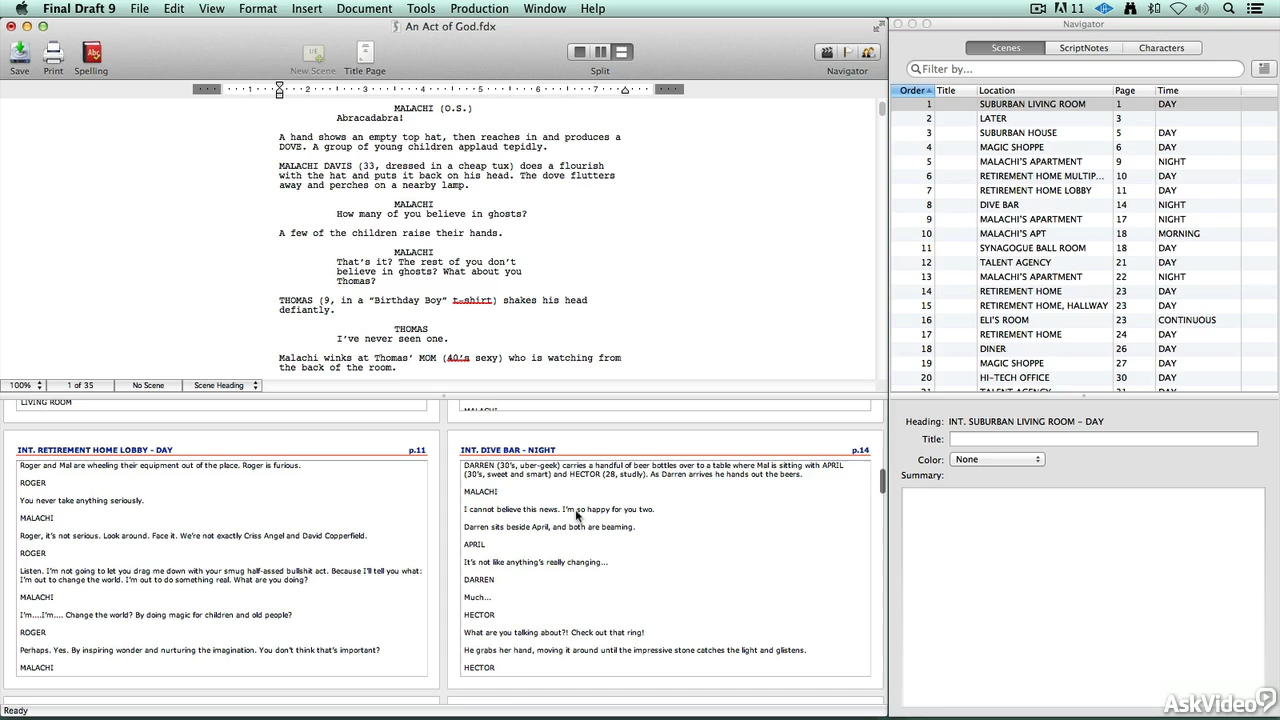 Final Draft 9 File Edit View Format Insert Document Tools Production Window Help 11
An Act of God.fdx
Save Print Spelling New Scene Title Page Split Navigator
1 2 3 4 5 6 7
MALACHI (O.S.)
Abracadabra!
A hand shows an empty top hat, then reaches in and produces a
DOVE. A group of young children applaud tepidly.
MALACHI DAVIS (33, dressed in a cheap tux) does a flourish
with the hat and puts it back on his head. The dove flutters
away and perches on a nearby lamp.
MALACHI
How many of you believe in ghosts?
A few of the children raise their hands.
MALACHI
That's it? The rest of you don't
believe in ghosts? What about you
Thomas?
THOMAS (9, in a “Birthday Boy” t-shirt) shakes his head
defiantly.
THOMAS
I've never seen one.
Malachi winks at Thomas' MOM (40's sexy) who is watching from
the back of the room.
100% 1 of 35 No Scene Scene Heading
LIVING ROOM
MALACHI
INT. RETIREMENT HOME LOBBY - DAY p.11
Roger and Mal are wheeling their equipment out of the place. Roger is furious.
ROGER
You never take anything seriously.
MALACHI
Roger, it's not serious. Look around. Face it. We're not exactly Criss Angel and David Copperfield.
ROGER
Listen. I'm not going to let you drag me down with your smug half-assed bullshit act. Because I'll tell you what:
I'm out to change the world. I'm out to do something real. What are you doing?
MALACHI
I'm....I'm.... Change the world? By doing magic for children and old people?
ROGER
Perhaps. Yes. By inspiring wonder and nurturing the imagination. You don't think that's important?
MALACHI
INT. DIVE BAR - NIGHT p.14
DARREN (30's, uber-geek) carries a handful of beer bottles over to a table where Mal is sitting with APRIL
(30's, sweet and smart) and HECTOR (28, studly). As Darren arrives he hands out the beers.
MALACHI
I cannot believe this news. I'm so happy for you two.
Darren sits beside April, and both are beaming.
APRIL
It's not like anything's really changing...
DARREN
Much...
HECTOR
What are you talking about?! Check out that ring!
He grabs her hand, moving it around until the impressive stone catches the light and glistens.
HECTOR
Ready
Navigator
Scenes ScriptNotes Characters
Filter by...
Order Title Location Page Time
1 SUBURBAN LIVING ROOM 1 DAY
2 LATER 3
3 SUBURBAN HOUSE 5 DAY
4 MAGIC SHOPPE 6 DAY
5 MALACHI'S APARTMENT 9 NIGHT
6 RETIREMENT HOME MULTIP... 10 DAY
7 RETIREMENT HOME LOBBY 11 DAY
8 DIVE BAR 14 NIGHT
9 MALACHI'S APARTMENT 17 NIGHT
10 MALACHI'S APT 18 MORNING
11 SYNAGOGUE BALL ROOM 18 DAY
12 TALENT AGENCY 21 DAY
13 MALACHI'S APARTMENT 22 NIGHT
14 RETIREMENT HOME 23 DAY
15 RETIREMENT HOME, HALLWAY 23 DAY
16 ELI'S ROOM 23 CONTINUOUS
17 RETIREMENT HOME 24 DAY
18 DINER 26 DAY
19 MAGIC SHOPPE 27 DAY
20 HI-TECH OFFICE 30 DAY
21 TALENT AGENCY 31 DAY
Heading: INT. SUBURBAN LIVING ROOM - DAY
Title:
Color: None
Summary:
AskVideo